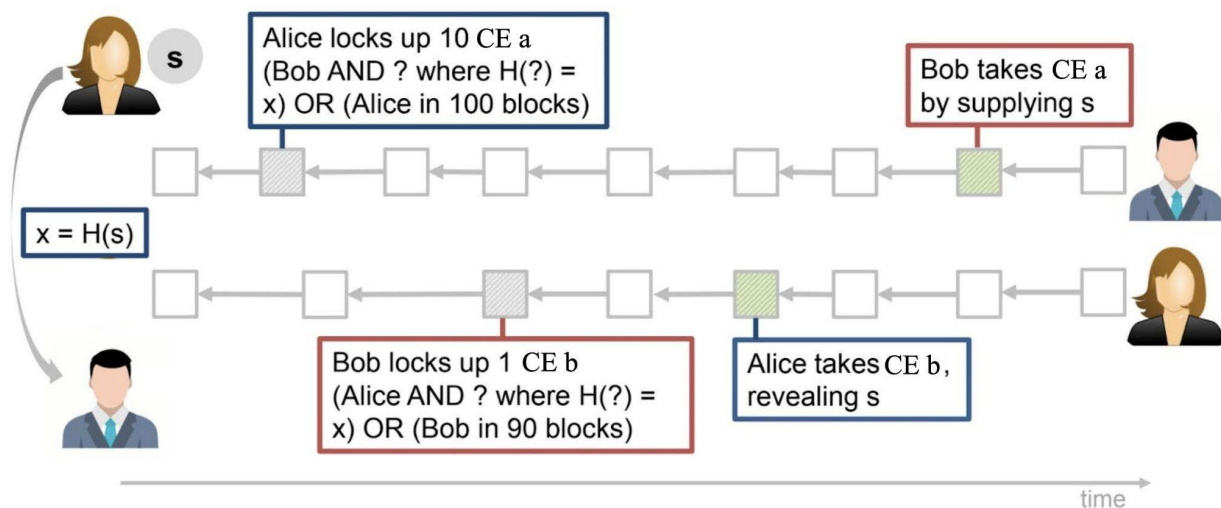 s
Alice locks up 10 CE a
(Bob AND ? where H(?) =
x) OR (Alice in 100 blocks)
Bob takes CE a
by supplying s
x = H(s)
Bob locks up 1 CE b
(Alice AND ? where H(?) =
x) OR (Bob in 90 blocks)
Alice takes CE b,
revealing s
time